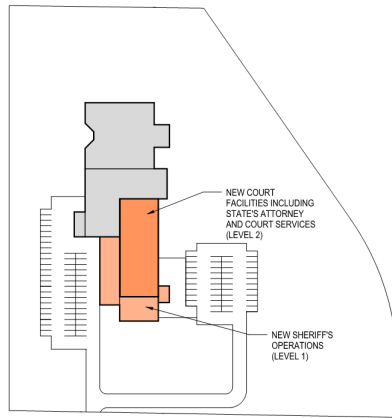 NEW COURT
FACILITIES INCLUDING
STATE'S ATTORNEY
AND COURT SERVICES
(LEVEL 2)
NEW SHERIFF'S
OPERATIONS
(LEVEL 1)